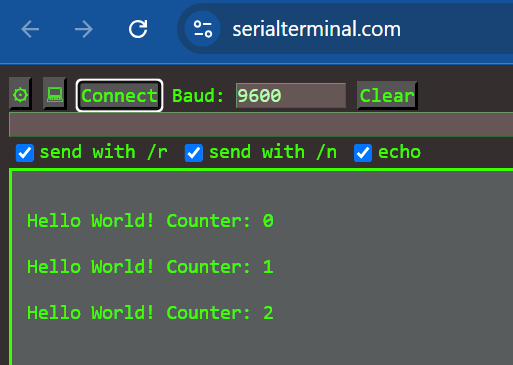 serialterminal.com
Connect Baud: 9600 Clear
send with /r send with /n echo
Hello World! Counter: 0
Hello World! Counter: 1
Hello World! Counter: 2